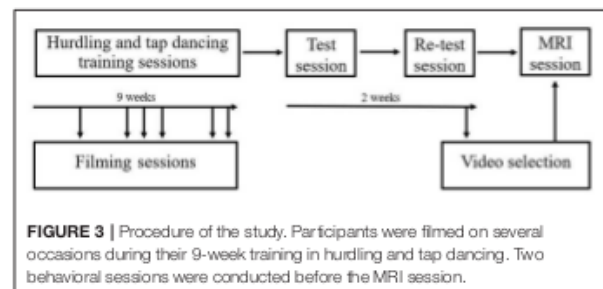 Hurdling and tap dancing
training sessions
Test
session
Re-test
session
MRI
session
9 weeks
2 weeks
Filming sessions
Video selection
FIGURE 3 | Procedure of the study. Participants were filmed on several
occasions during their 9-week training in hurdling and tap dancing. Two
behavioral sessions were conducted before the MRI session.